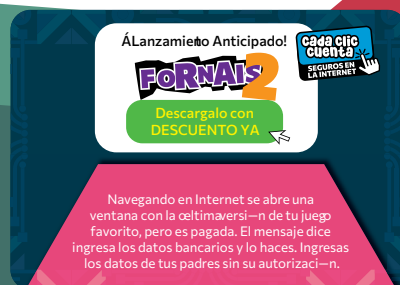 ÁLanzamiento Anticipado!
cada clic
cuenta
SEGUROS EN
LA INTERNET
FORNAIS 2
Descargalo con
DESCUENTO YA
Navegando en Internet se abre una
ventana con la œltimaversi—n de tu juego
favorito, pero es pagada. El mensaje dice
ingresa los datos bancarios y lo haces. Ingresas
los datos de tus padres sin su autorizaci—n.